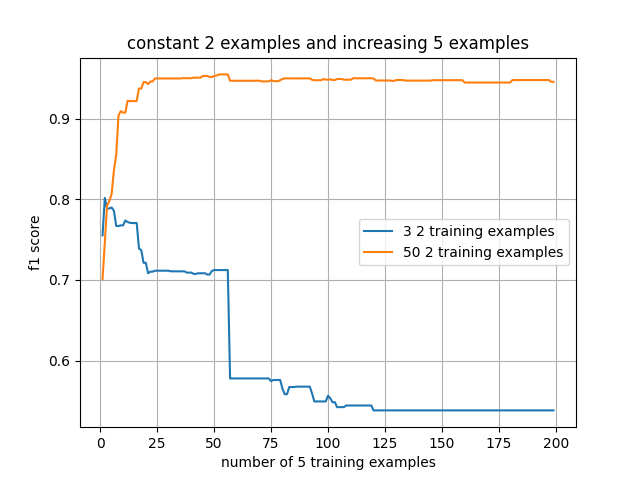 constant 2 examples and increasing 5 examples
f1 score
0.9
0.8
0.7
0.6
3 2 training examples
50 2 training examples
0 25 50 75 100 125 150 175 200
number of 5 training examples